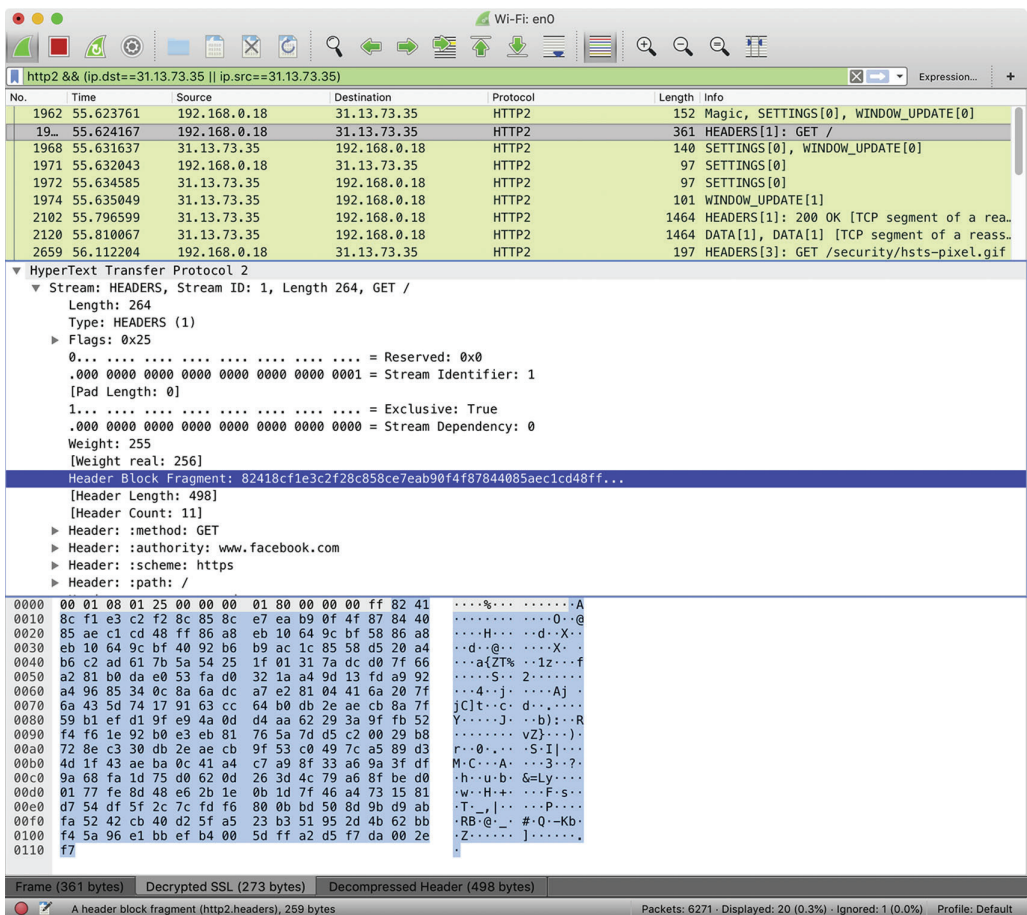 Wi-Fi: en0
http2 && (ip.dst==31.13.73.35 || ip.src==31.13.73.35)
Expression... +
No. Time Source Destination Protocol Length Info
1962 55.623761 192.168.0.18 31.13.73.35 HTTP2 152 Magic, SETTINGS[0], WINDOW_UPDATE[0]
19… 55.624167 192.168.0.18 31.13.73.35 HTTP2 361 HEADERS[1]: GET /
1968 55.631637 31.13.73.35 192.168.0.18 HTTP2 140 SETTINGS[0], WINDOW_UPDATE[0]
1971 55.632043 192.168.0.18 31.13.73.35 HTTP2 97 SETTINGS[0]
1972 55.634585 31.13.73.35 192.168.0.18 HTTP2 97 SETTINGS[0]
1974 55.635049 31.13.73.35 192.168.0.18 HTTP2 101 WINDOW_UPDATE[1]
2102 55.796599 31.13.73.35 192.168.0.18 HTTP2 1464 HEADERS[1]: 200 OK [TCP segment of a rea…
2120 55.810067 31.13.73.35 192.168.0.18 HTTP2 1464 DATA[1], DATA[1] [TCP segment of a reass…
2659 56.112204 192.168.0.18 31.13.73.35 HTTP2 197 HEADERS[3]: GET /security/hsts-pixel.gif
HyperText Transfer Protocol 2
Stream: HEADERS, Stream ID: 1, Length 264, GET /
Length: 264
Type: HEADERS (1)
Flags: 0x25
0... .... .... .... .... .... .... .... = Reserved: 0x0
.000 0000 0000 0000 0000 0000 0000 0001 = Stream Identifier: 1
[Pad Length: 0]
1... .... .... .... .... .... .... .... = Exclusive: True
.000 0000 0000 0000 0000 0000 0000 0000 = Stream Dependency: 0
Weight: 255
[Weight real: 256]
Header Block Fragment: 82418cf1e3c2f28c858ce7eab90f4f87844085aec1cd48ff...
[Header Length: 498]
[Header Count: 11]
Header: :method: GET
Header: :authority: www.facebook.com
Header: :scheme: https
Header: :path: /
0000 00 01 08 01 25 00 00 00 01 80 00 00 00 ff 82 41 ····%··· ·······A
0010 8c f1 e3 c2 f2 8c 85 8c e7 ea b9 0f 4f 87 84 40 ········ ····O··@
0020 85 ae c1 cd 48 ff 86 a8 eb 10 64 9c bf 58 86 a8 ····H··· ··d··X··
0030 eb 10 64 9c bf 40 92 b6 b9 ac 1c 85 58 d5 20 a4 ··d··@·· ····X· ·
0040 b6 c2 ad 61 7b 5a 54 25 1f 01 31 7a dc d0 7f 66 ···a{ZT% ··1z···f
0050 a2 81 b0 da e0 53 fa d0 32 1a a4 9d 13 fd a9 92 ·····S·· 2·······
0060 a4 96 85 34 0c 8a 6a dc a7 e2 81 04 41 6a 20 7f ···4··j· ····Aj ·
0070 6a 43 5d 74 17 91 63 cc 64 b0 db 2e ae cb 8a 7f jC]t··c· d··.····
0080 59 b1 ef d1 9f e9 4a 0d d4 aa 62 29 3a 9f fb 52 Y·····J· ··b):··R
0090 f4 f6 1e 92 b0 e3 eb 81 76 5a 7d d5 c2 00 29 b8 ········ vZ}···)·
00a0 72 8e c3 30 db 2e ae cb 9f 53 c0 49 7c a5 89 d3 r··0·.·· ·S·I|···
00b0 4d 1f 43 ae ba 0c 41 a4 c7 a9 8f 33 a6 9a 3f df M·C···A· ···3··?·
00c0 9a 68 fa 1d 75 d0 62 0d 26 3d 4c 79 a6 8f be d0 ·h··u·b· &=Ly····
00d0 01 77 fe 8d 48 e6 2b 1e 0b 1d 7f 46 a4 73 15 81 ·w··H·+· ···F·s··
00e0 d7 54 df 5f 2c 7c fd f6 80 0b bd 50 8d 9b d9 ab ·T·_,|·· ···P····
00f0 fa 52 42 cb 40 d2 5f a5 23 b3 51 95 2d 4b 62 bb ·RB·@·_· #·Q·-Kb·
0100 f4 5a 96 e1 bb ef b4 00 5d ff a2 d5 f7 da 00 2e ·Z······ ]······.
0110 f7 ·
Frame (361 bytes) Decrypted SSL (273 bytes) Decompressed Header (498 bytes)
A header block fragment (http2.headers), 259 bytes Packets: 6271 · Displayed: 20 (0.3%) · Ignored: 1 (0.0%) Profile: Default